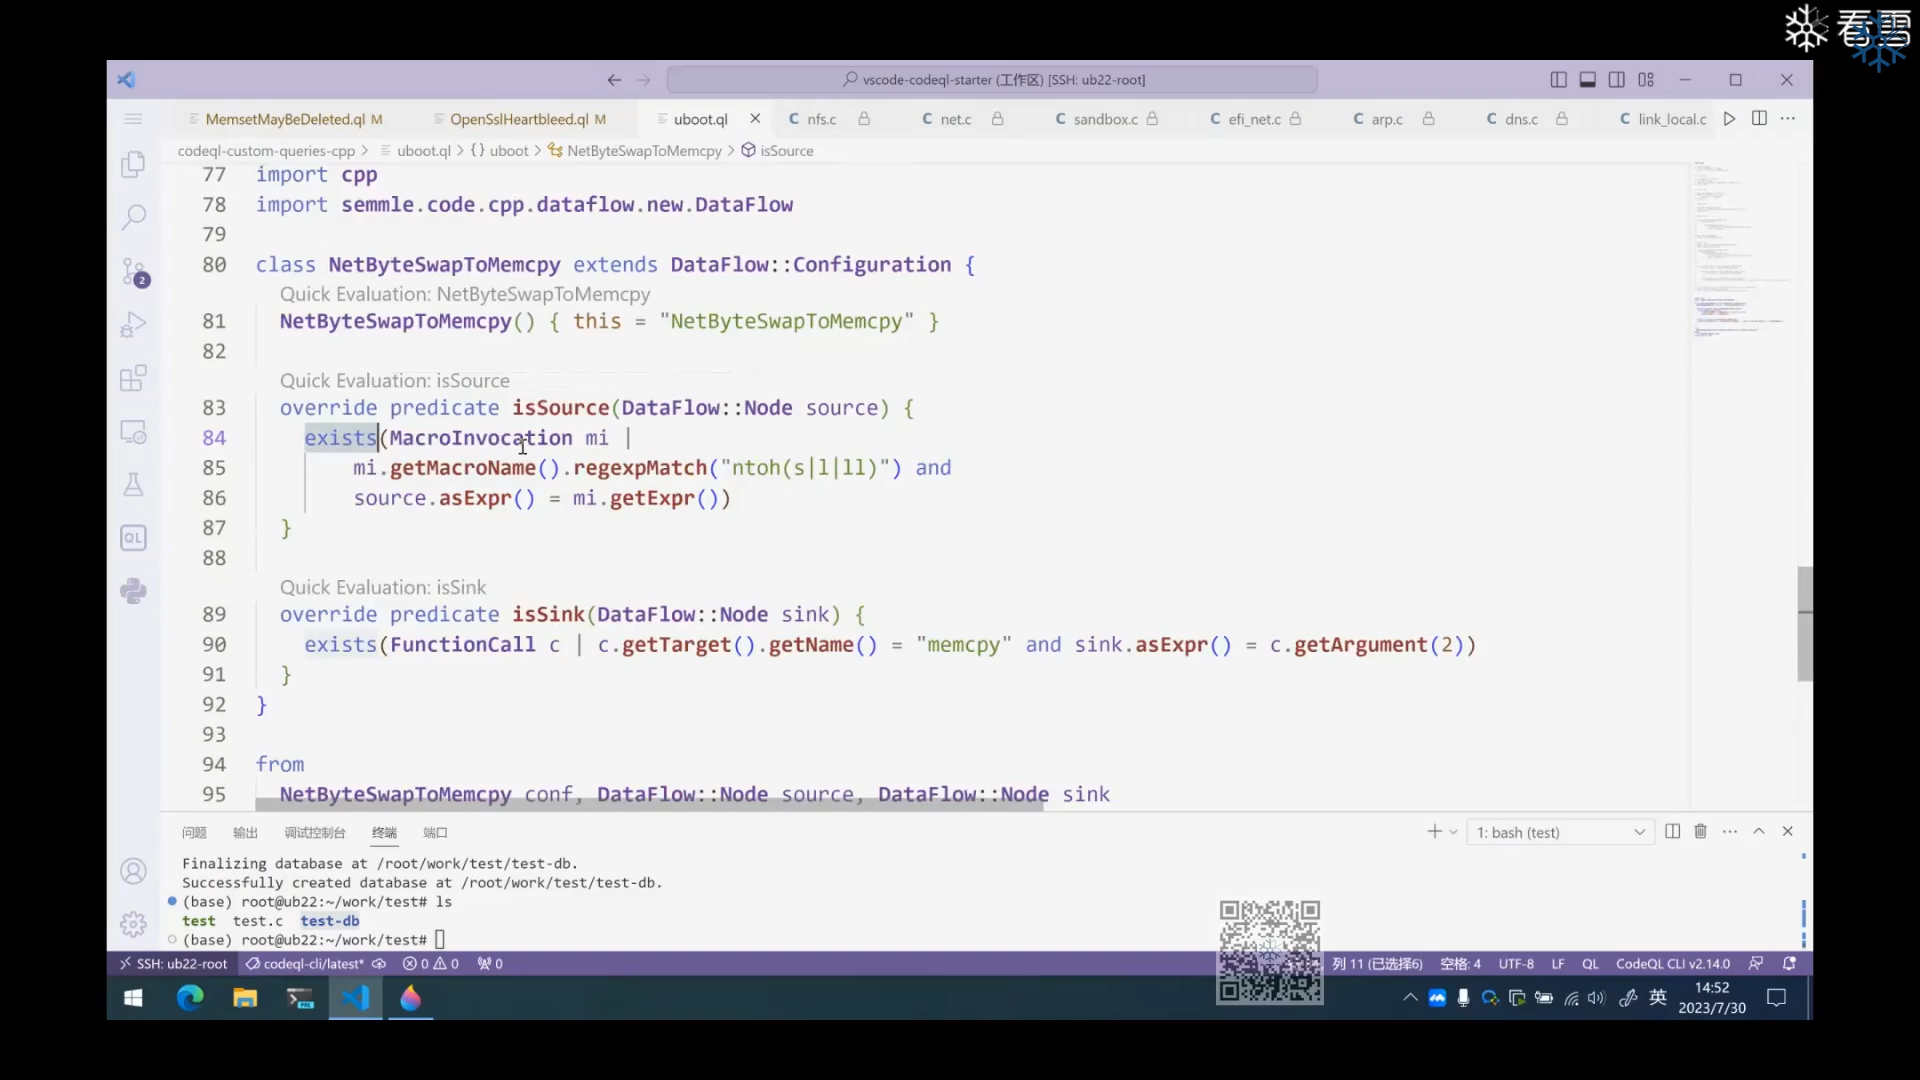 看雪
vscode-codeql-starter (工作区) [SSH: ub22-root]
MemsetMayBeDeleted.ql M
OpenSslHeartbleed.ql M
uboot.ql
C nfs.c
C net.c
C sandbox.c
C efi_net.c
C arp.c
C dns.c
C link_local.c
codeql-custom-queries-cpp > uboot.ql > {} uboot > NetByteSwapToMemcpy > isSource
77 import cpp
78 import semmle.code.cpp.dataflow.new.DataFlow
79
80 class NetByteSwapToMemcpy extends DataFlow::Configuration {
Quick Evaluation: NetByteSwapToMemcpy
81 NetByteSwapToMemcpy() { this = "NetByteSwapToMemcpy" }
82
Quick Evaluation: isSource
83 override predicate isSource(DataFlow::Node source) {
84 exists(MacroInvocation mi |
85 mi.getMacroName().regexpMatch("ntoh(s|l|ll)") and
86 source.asExpr() = mi.getExpr())
87 }
88
Quick Evaluation: isSink
89 override predicate isSink(DataFlow::Node sink) {
90 exists(FunctionCall c | c.getTarget().getName() = "memcpy" and sink.asExpr() = c.getArgument(2))
91 }
92 }
93
94 from
95 NetByteSwapToMemcpy conf, DataFlow::Node source, DataFlow::Node sink
问题 输出 调试控制台 终端 端口
1: bash (test)
Finalizing database at /root/work/test/test-db.
Successfully created database at /root/work/test/test-db.
(base) root@ub22:~/work/test# ls
test test.c test-db
(base) root@ub22:~/work/test#
SSH: ub22-root codeql-cli/latest* 0 0 0
列 11 (已选择6) 空格: 4 UTF-8 LF QL CodeQL CLI v2.14.0
2
QL
英
14:52
2023/7/30